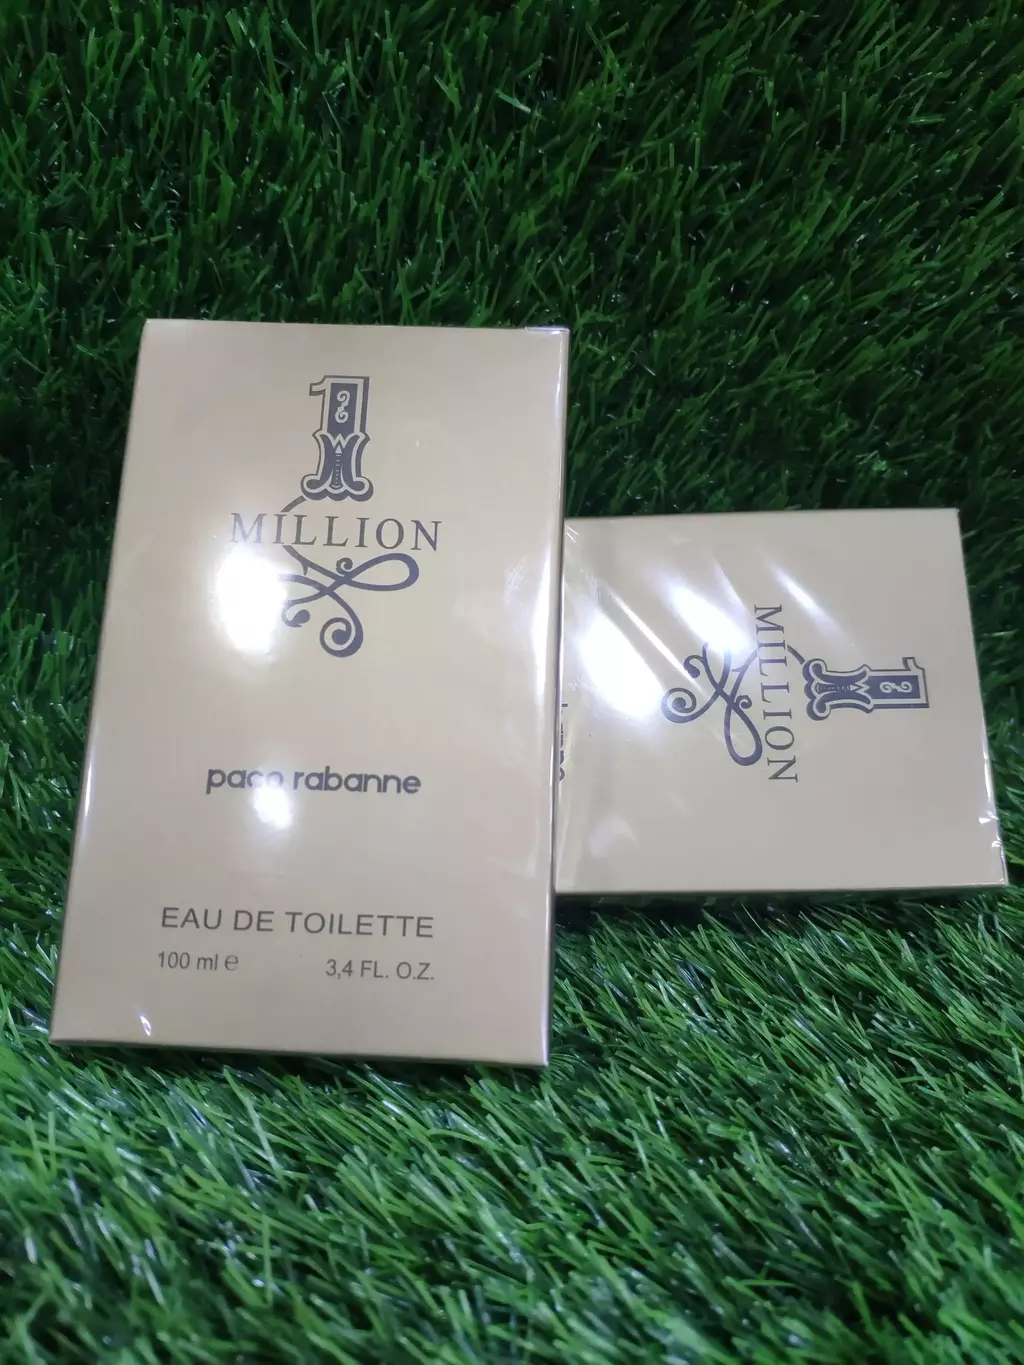 1
MILLION
paco rabanne
EAU DE TOILETTE
100 ml e
3,4 FL. O.Z.
1
MILLION